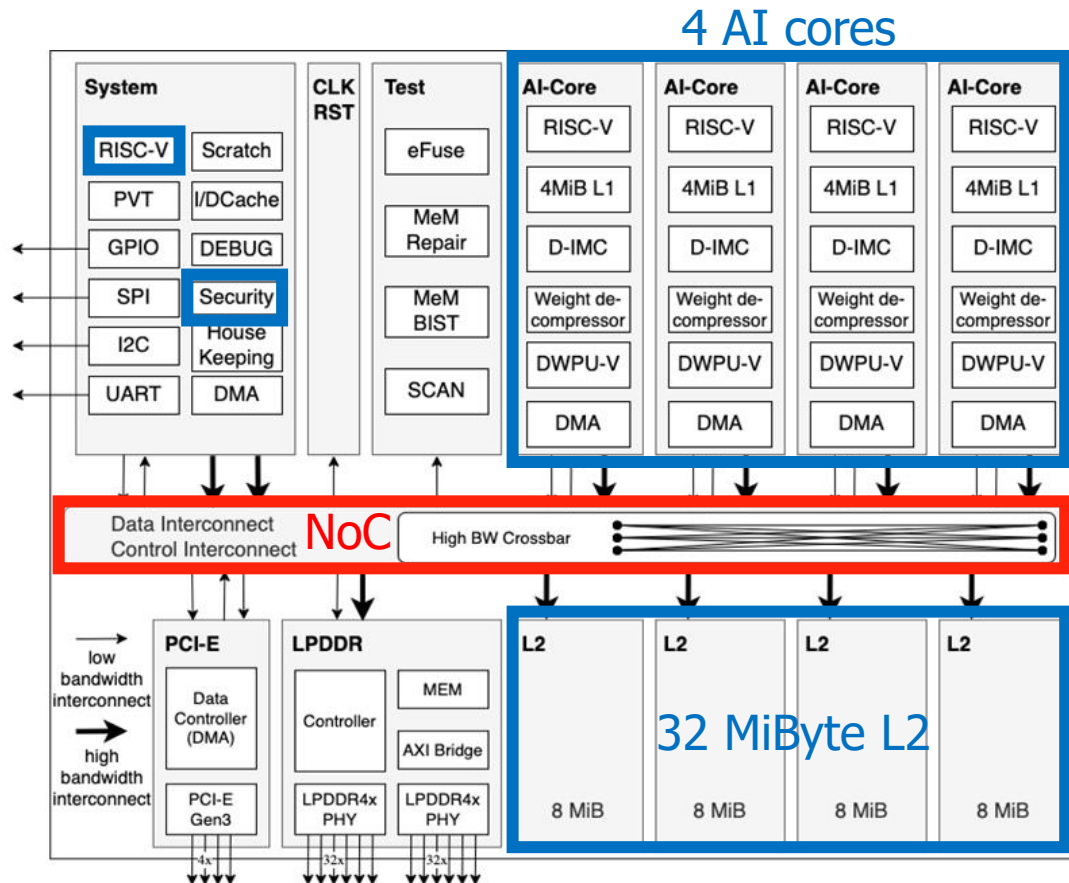 4 AI cores
System
RISC-V
Scratch
PVT
I/DCache
GPIO
DEBUG
SPI
Security
I2C
House
Keeping
UART
DMA
CLK
RST
Test
eFuse
MeM
Repair
MeM
BIST
SCAN
AI-Core
RISC-V
4MiB L1
D-IMC
Weight de-
compressor
DWPU-V
DMA
AI-Core
RISC-V
4MiB L1
D-IMC
Weight de-
compressor
DWPU-V
DMA
AI-Core
RISC-V
4MiB L1
D-IMC
Weight de-
compressor
DWPU-V
DMA
AI-Core
RISC-V
4MiB L1
D-IMC
Weight de-
compressor
DWPU-V
DMA
Data Interconnect
Control Interconnect
NoC
High BW Crossbar
low
bandwidth
interconnect
high
bandwidth
interconnect
PCI-E
Data
Controller
(DMA)
PCI-E
Gen3
4x
LPDDR
Controller
MEM
AXI Bridge
LPDDR4x
PHY
LPDDR4x
PHY
32x
32x
L2
L2
L2
L2
32 MiByte L2
8 MiB
8 MiB
8 MiB
8 MiB